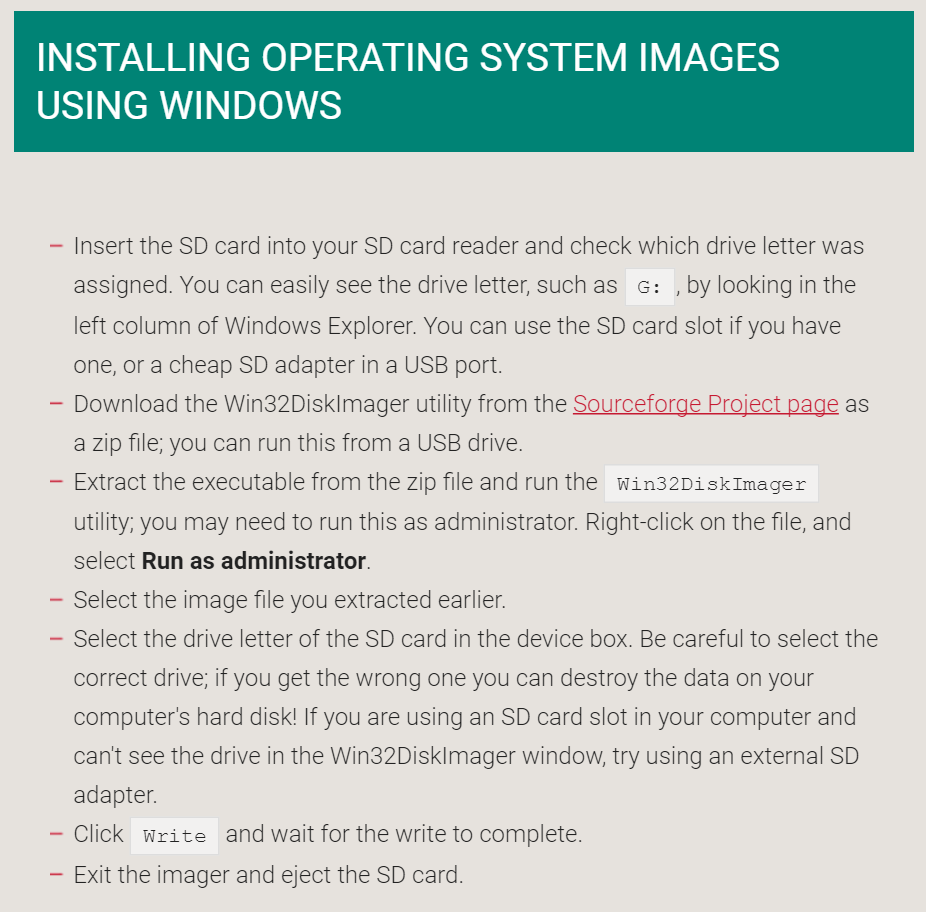 INSTALLING OPERATING SYSTEM IMAGES
USING WINDOWS
– Insert the SD card into your SD card reader and check which drive letter was
assigned. You can easily see the drive letter, such as G: , by looking in the
left column of Windows Explorer. You can use the SD card slot if you have
one, or a cheap SD adapter in a USB port.
– Download the Win32DiskImager utility from the Sourceforge Project page as
a zip file; you can run this from a USB drive.
– Extract the executable from the zip file and run the Win32DiskImager
utility; you may need to run this as administrator. Right-click on the file, and
select Run as administrator.
– Select the image file you extracted earlier.
– Select the drive letter of the SD card in the device box. Be careful to select the
correct drive; if you get the wrong one you can destroy the data on your
computer's hard disk! If you are using an SD card slot in your computer and
can't see the drive in the Win32DiskImager window, try using an external SD
adapter.
– Click Write and wait for the write to complete.
– Exit the imager and eject the SD card.